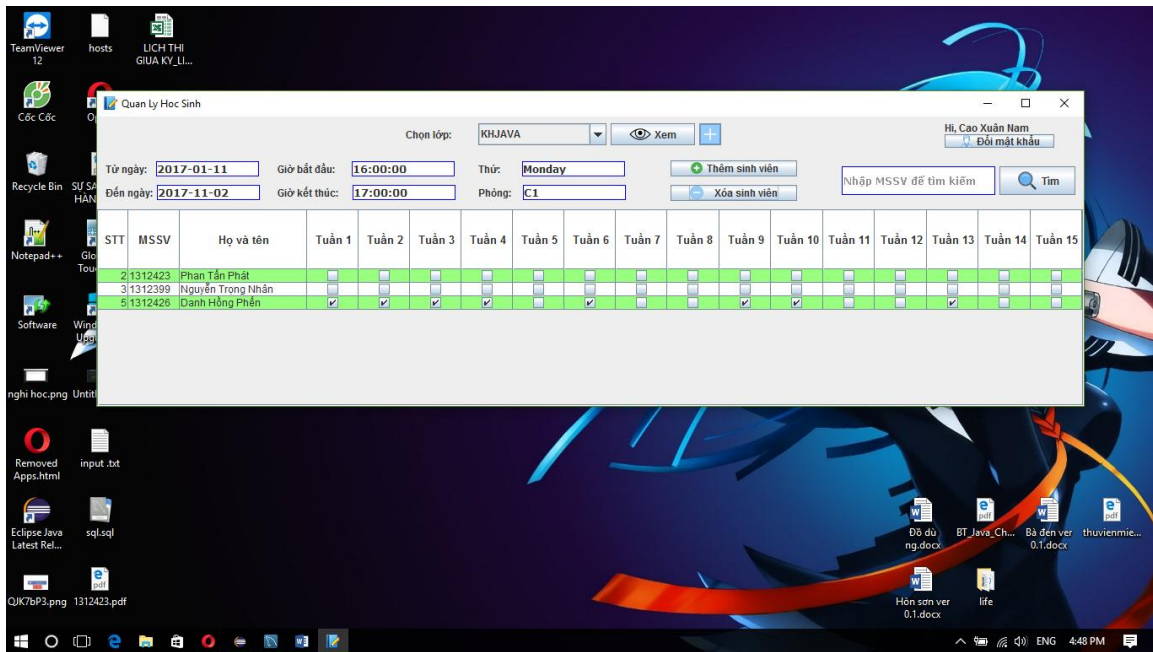 TeamViewer
12
hosts
LICH THI
GIUA KY_LI...
Cốc Cốc
Quan Ly Hoc Sinh
Chọn lớp:
KHJAVA
Xem
Hi, Cao Xuân Nam
Đổi mật khẩu
Từ ngày: 2017-01-11
Giờ bắt đầu: 16:00:00
Thứ: Monday
Thêm sinh viên
Đến ngày: 2017-11-02
Giờ kết thúc: 17:00:00
Phòng: C1
Xóa sinh viên
Nhập MSSV để tìm kiếm
Tìm
STT MSSV Họ và tên Tuần 1 Tuần 2 Tuần 3 Tuần 4 Tuần 5 Tuần 6 Tuần 7 Tuần 8 Tuần 9 Tuần 10 Tuần 11 Tuần 12 Tuần 13 Tuần 14 Tuần 15
2 1312423 Phan Tấn Phát
3 1312399 Nguyễn Trọng Nhân
5 1312426 Danh Hồng Phến
Recycle Bin
Notepad++
Software
nghi hoc.png
Removed
Apps.html
input .txt
Eclipse Java
Latest Rel...
sql.sql
QJK7bP3.png
1312423.pdf
Đồ dù
ng.docx
BT_Java_Ch...
Bà đen ver
0.1.docx
thuvienmie...
Hòn sơn ver
0.1.docx
life
ENG 4:48 PM